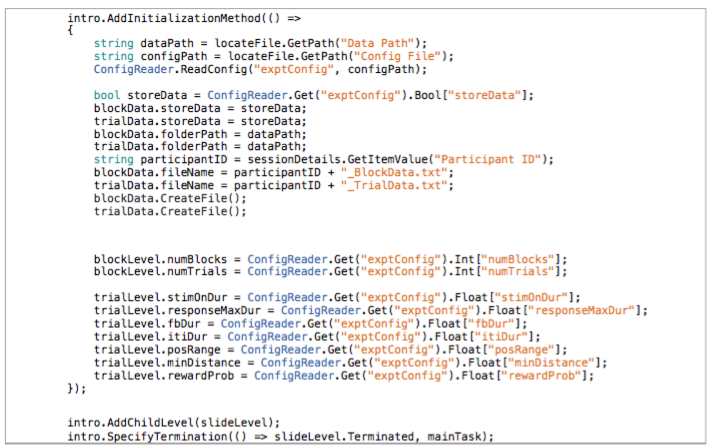 intro.AddInitializationMethod(() =>
{
string dataPath = locateFile.GetPath("Data Path");
string configPath = locateFile.GetPath("Config File");
ConfigReader.ReadConfig("exptConfig", configPath);
bool storeData = ConfigReader.Get("exptConfig").Bool["storeData"];
blockData.storeData = storeData;
trialData.storeData = storeData;
blockData.folderPath = dataPath;
trialData.folderPath = dataPath;
string participantID = sessionDetails.GetItemValue("Participant ID");
blockData.fileName = participantID + "_BlockData.txt";
trialData.fileName = participantID + "_TrialData.txt";
blockData.CreateFile();
trialData.CreateFile();
blockLevel.numBlocks = ConfigReader.Get("exptConfig").Int["numBlocks"];
blockLevel.numTrials = ConfigReader.Get("exptConfig").Int["numTrials"];
trialLevel.stimOnDur = ConfigReader.Get("exptConfig").Float["stimOnDur"];
trialLevel.responseMaxDur = ConfigReader.Get("exptConfig").Float["responseMaxDur"];
trialLevel.fbDur = ConfigReader.Get("exptConfig").Float["fbDur"];
trialLevel.itiDur = ConfigReader.Get("exptConfig").Float["itiDur"];
trialLevel.posRange = ConfigReader.Get("exptConfig").Float["posRange"];
trialLevel.minDistance = ConfigReader.Get("exptConfig").Float["minDistance"];
trialLevel.rewardProb = ConfigReader.Get("exptConfig").Float["rewardProb"];
});
intro.AddChildLevel(slideLevel);
intro.SpecifyTermination(() => slideLevel.Terminated, mainTask);